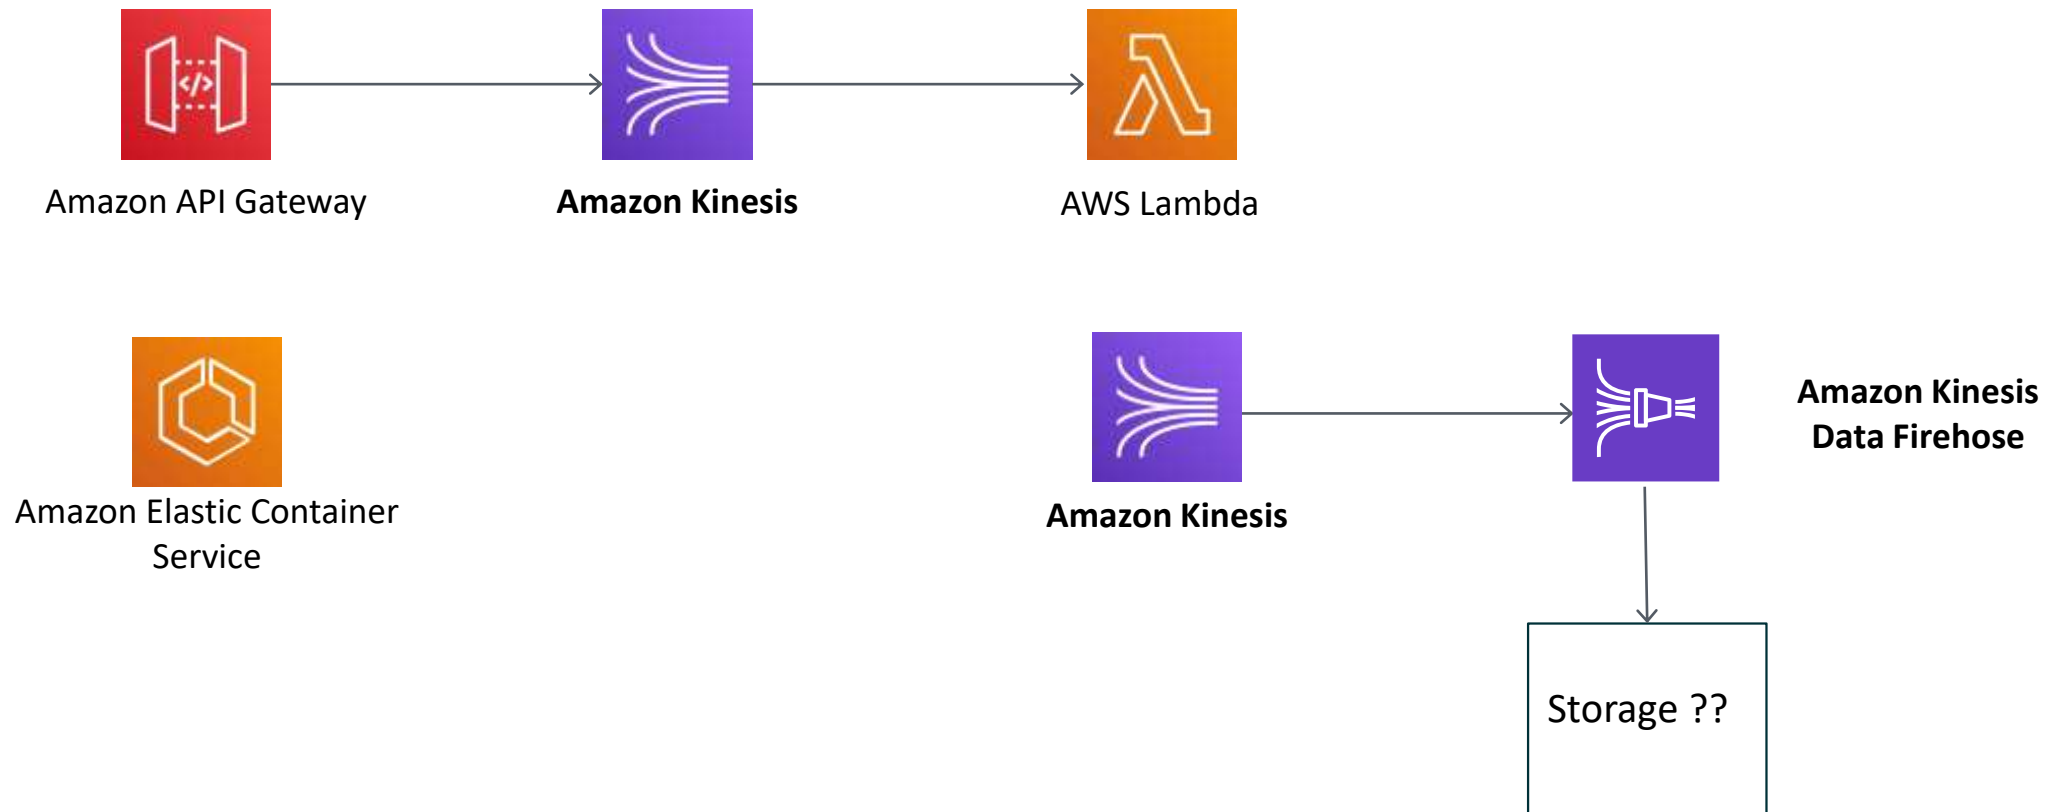 </>
Amazon API Gateway
Amazon Kinesis
AWS Lambda
Amazon Elastic Container
Service
Amazon Kinesis
Amazon Kinesis
Data Firehose
Storage ??